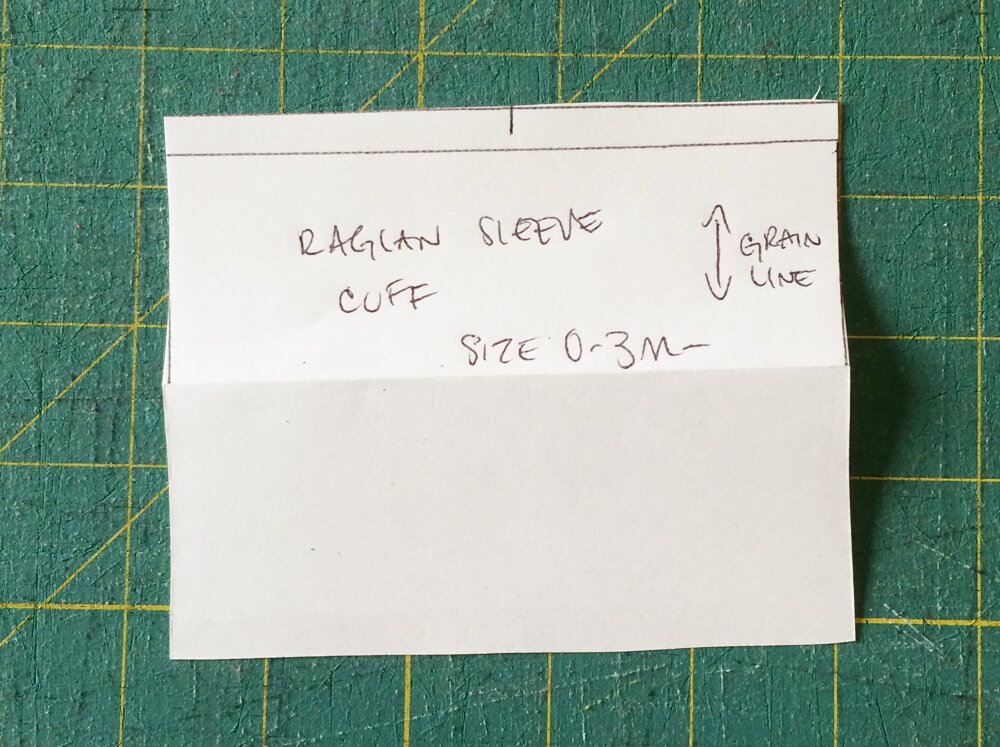 RAGLAN SLEEVE
CUFF
SIZE 0-3M
GRAIN
LINE